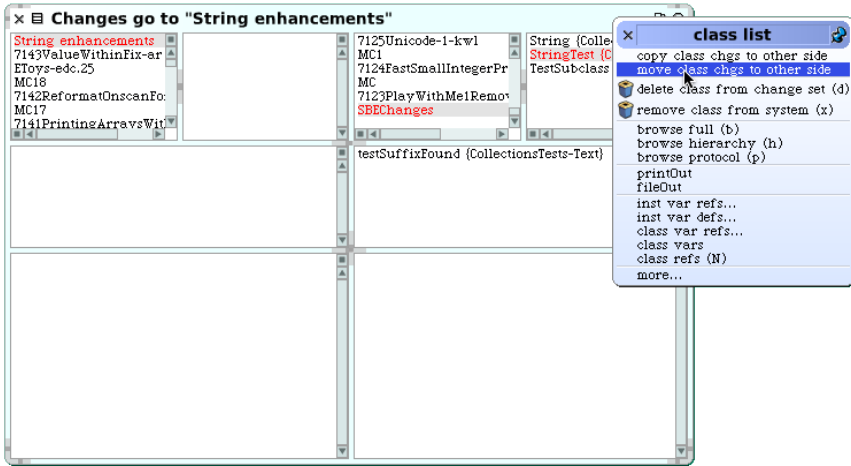 Changes go to "String enhancements"
String enhancements
7143ValueWithinFix-ar
EToys-edc.25
MC18
7142ReformatOnscanFo
MC17
7141PrintingArraysWit
7125Unicode-1-kwl
MC1
7124FastSmallIntegerPr
MC
7123PlayWithMe1Remov
SBEChanges
String {Colle
StringTest {C
TestSubclass
testSuffixFound {CollectionsTests-Text}
class list
copy class chgs to other side
move class chgs to other side
delete class from change set (d)
remove class from system (x)
browse full (b)
browse hierarchy (h)
browse protocol (p)
printOut
fileOut
inst var refs...
inst var defs...
class var refs...
class vars
class refs (N)
more...